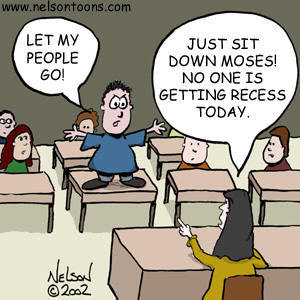 www.nelsontoons.com
LET MY
PEOPLE
GO!
JUST SIT
DOWN MOSES!
NO ONE IS
GETTING RECESS
TODAY.
NELSON
©2002